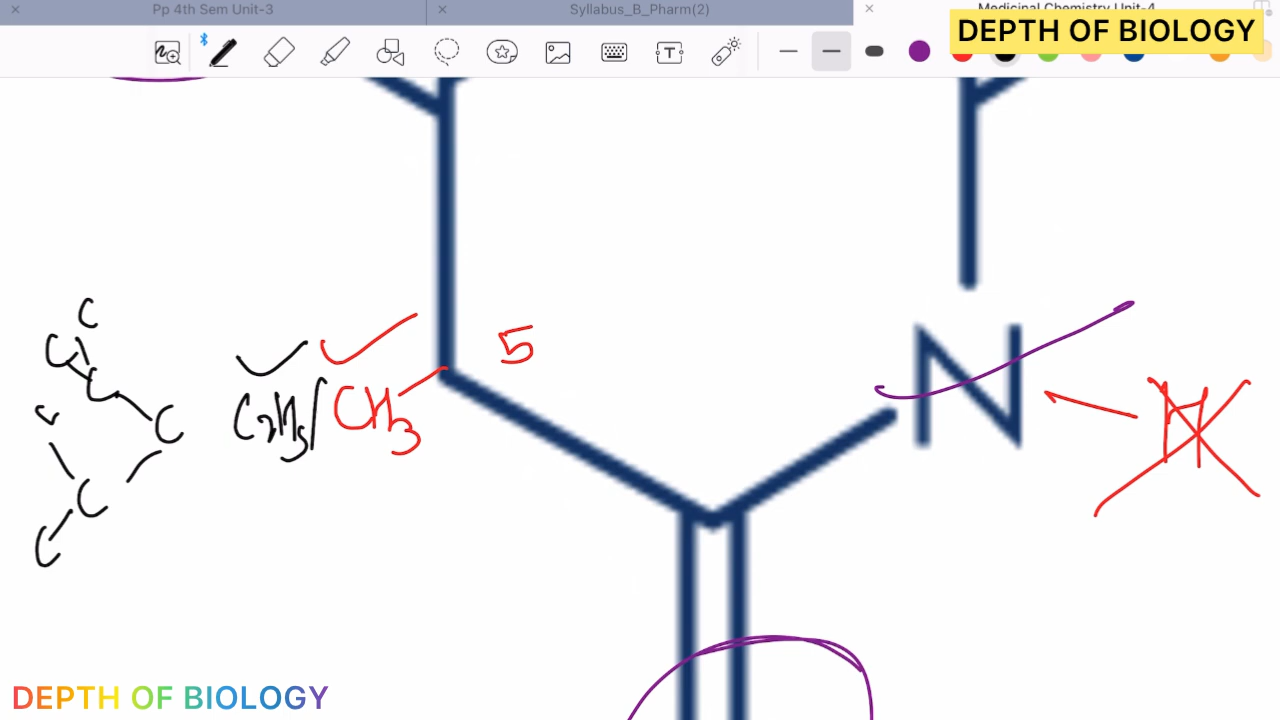 Pp 4th Sem Unit-3
Syllabus_B_Pharm(2)
Medicinal Chemistry Unit-4
DEPTH OF BIOLOGY
5
C
C
C
C
C
C
C
C2H5/CH3
N
H
DEPTH OF BIOLOGY